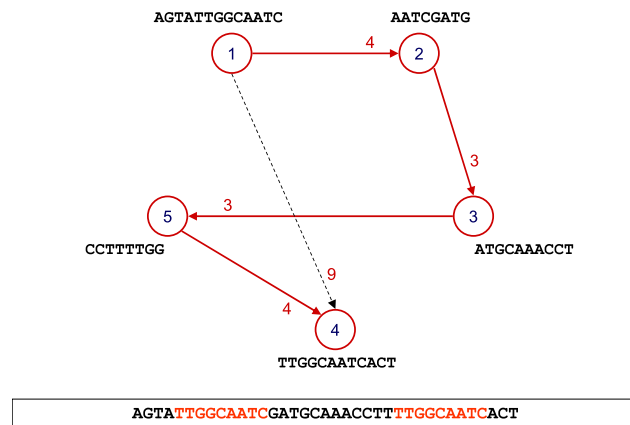 AGTATTGGCAATC AATCGATG
1 4 2
3
5 3 3
CCTTTTGG ATGCAAACCT
9
4
4
TTGGCAATCACT
AGTATTGGCAATCGATGCAAACCTTTTGGCAATCACT